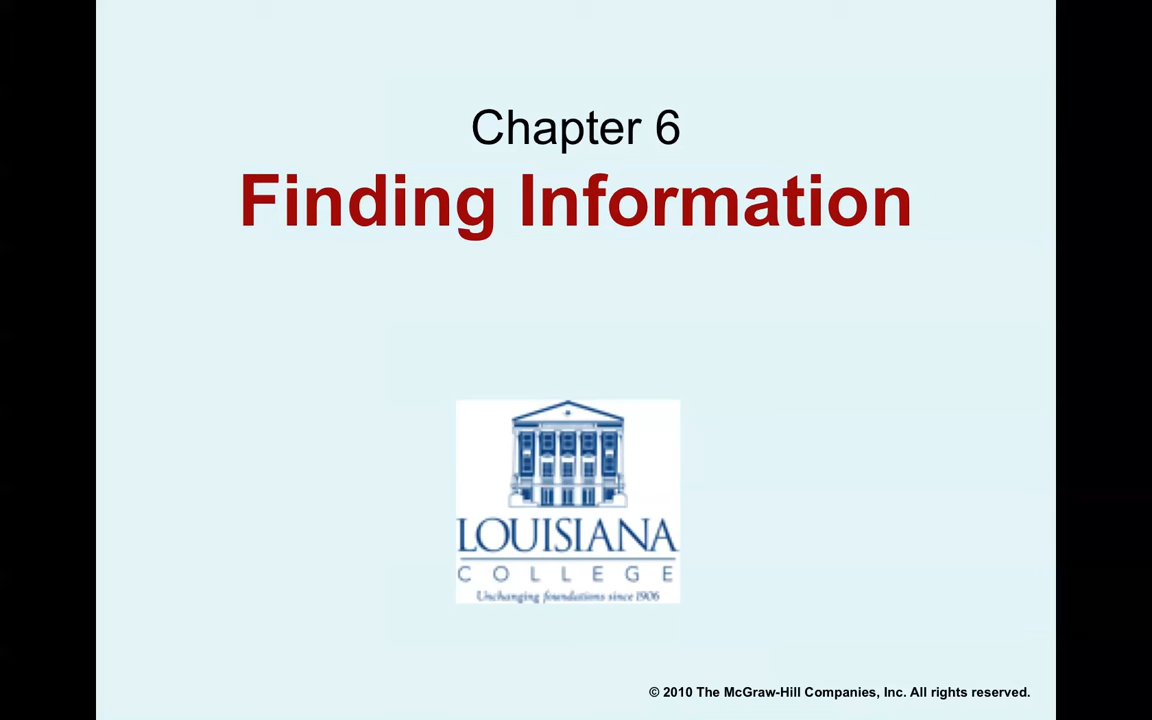 Chapter 6
Finding Information
LOUISIANA
COLLEGE
Unchanging foundations since 1906
© 2010 The McGraw-Hill Companies, Inc. All rights reserved.